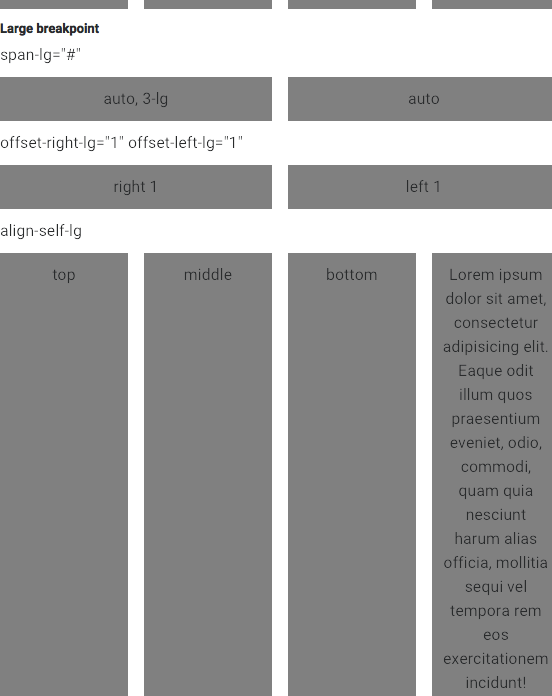 Large breakpoint
span-lg="#"
auto, 3-lg
auto
offset-right-lg="1" offset-left-lg="1"
right 1
left 1
align-self-lg
top
middle
bottom
Lorem ipsum
dolor sit amet,
consectetur
adipisicing elit.
Eaque odit
illum quos
praesentium
eveniet, odio,
commodi,
quam quia
nesciunt
harum alias
officia, mollitia
sequi vel
tempora rem
eos
exercitationem
incidunt!